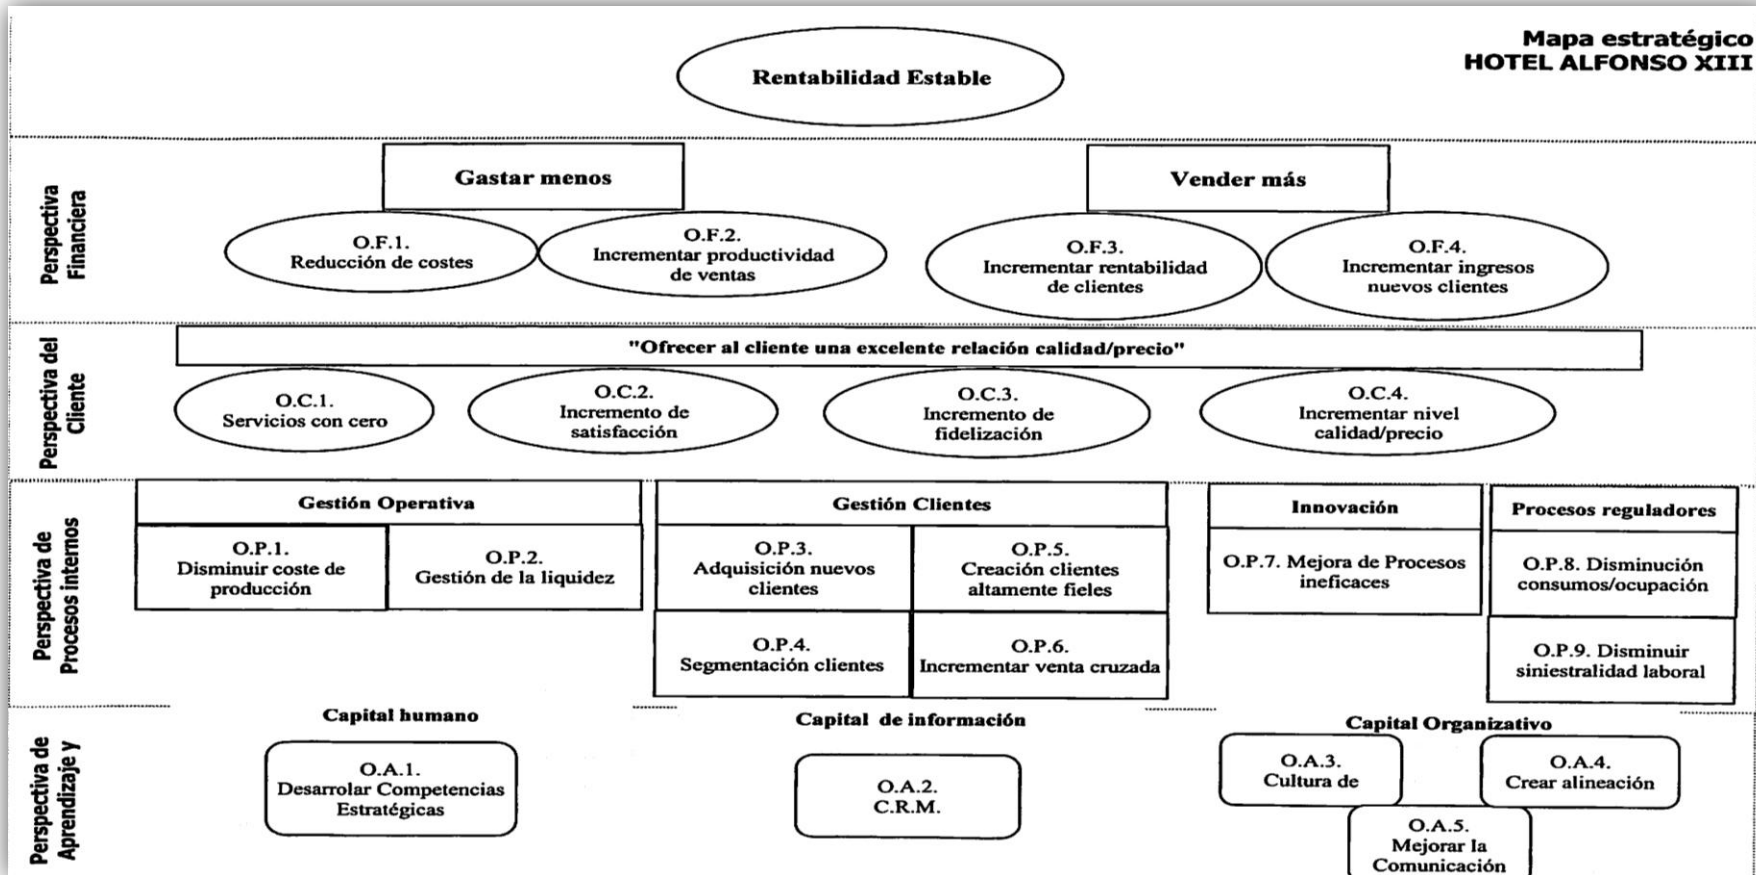 Mapa estratégico
HOTEL ALFONSO XIII
Rentabilidad Estable
Perspectiva
Financiera
Gastar menos
Vender más
O.F.1.
Reducción de costes
O.F.2.
Incrementar productividad
de ventas
O.F.3.
Incrementar rentabilidad
de clientes
O.F.4.
Incrementar ingresos
nuevos clientes
Perspectiva del
Cliente
"Ofrecer al cliente una excelente relación calidad/precio"
O.C.1.
Servicios con cero
O.C.2.
Incremento de
satisfacción
O.C.3.
Incremento de
fidelización
O.C.4.
Incrementar nivel
calidad/precio
Perspectiva de
Procesos internos
Gestión Operativa
O.P.1.
Disminuir coste de
producción
O.P.2.
Gestión de la liquidez
Gestión Clientes
O.P.3.
Adquisición nuevos
clientes
O.P.5.
Creación clientes
altamente fieles
O.P.4.
Segmentación clientes
O.P.6.
Incrementar venta cruzada
Innovación
O.P.7. Mejora de Procesos
ineficaces
Procesos reguladores
O.P.8. Disminución
consumos/ocupación
O.P.9. Disminuir
siniestralidad laboral
Perspectiva de
Aprendizaje y
Capital humano
O.A.1.
Desarrolar Competencias
Estratégicas
Capital de información
O.A.2.
C.R.M.
Capital Organizativo
O.A.3.
Cultura de
O.A.4.
Crear alineación
O.A.5.
Mejorar la
Comunicación